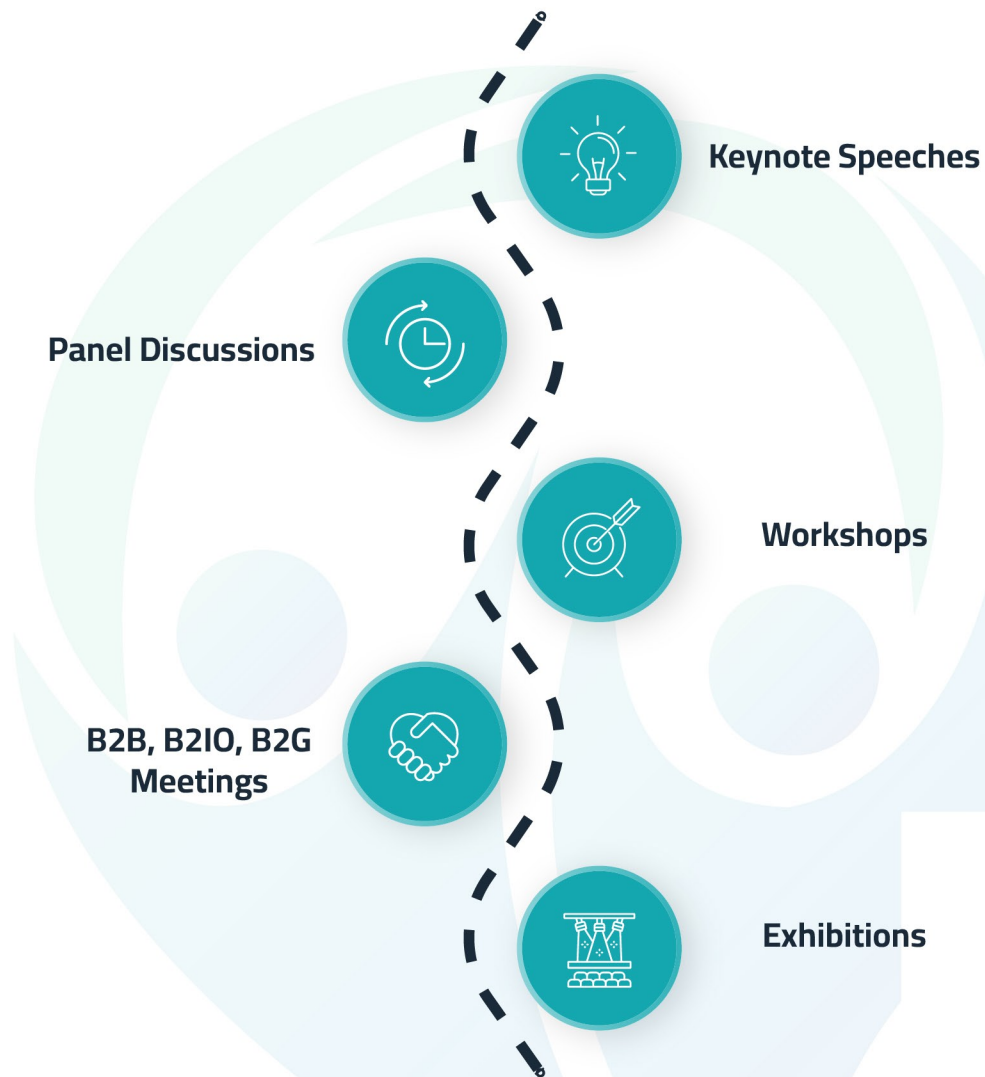 Keynote Speeches
Panel Discussions
Workshops
B2B, B2IO, B2G
Meetings
Exhibitions